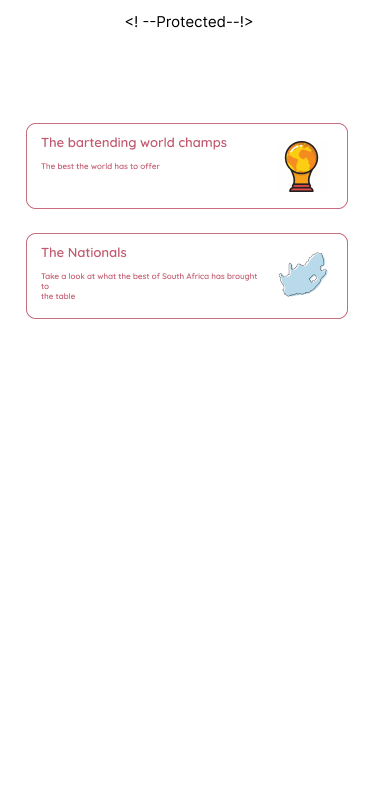 <! --Protected--!>
The bartending world champs
The best the world has to offer
The Nationals
Take a look at what the best of South Africa has brought
to
the table